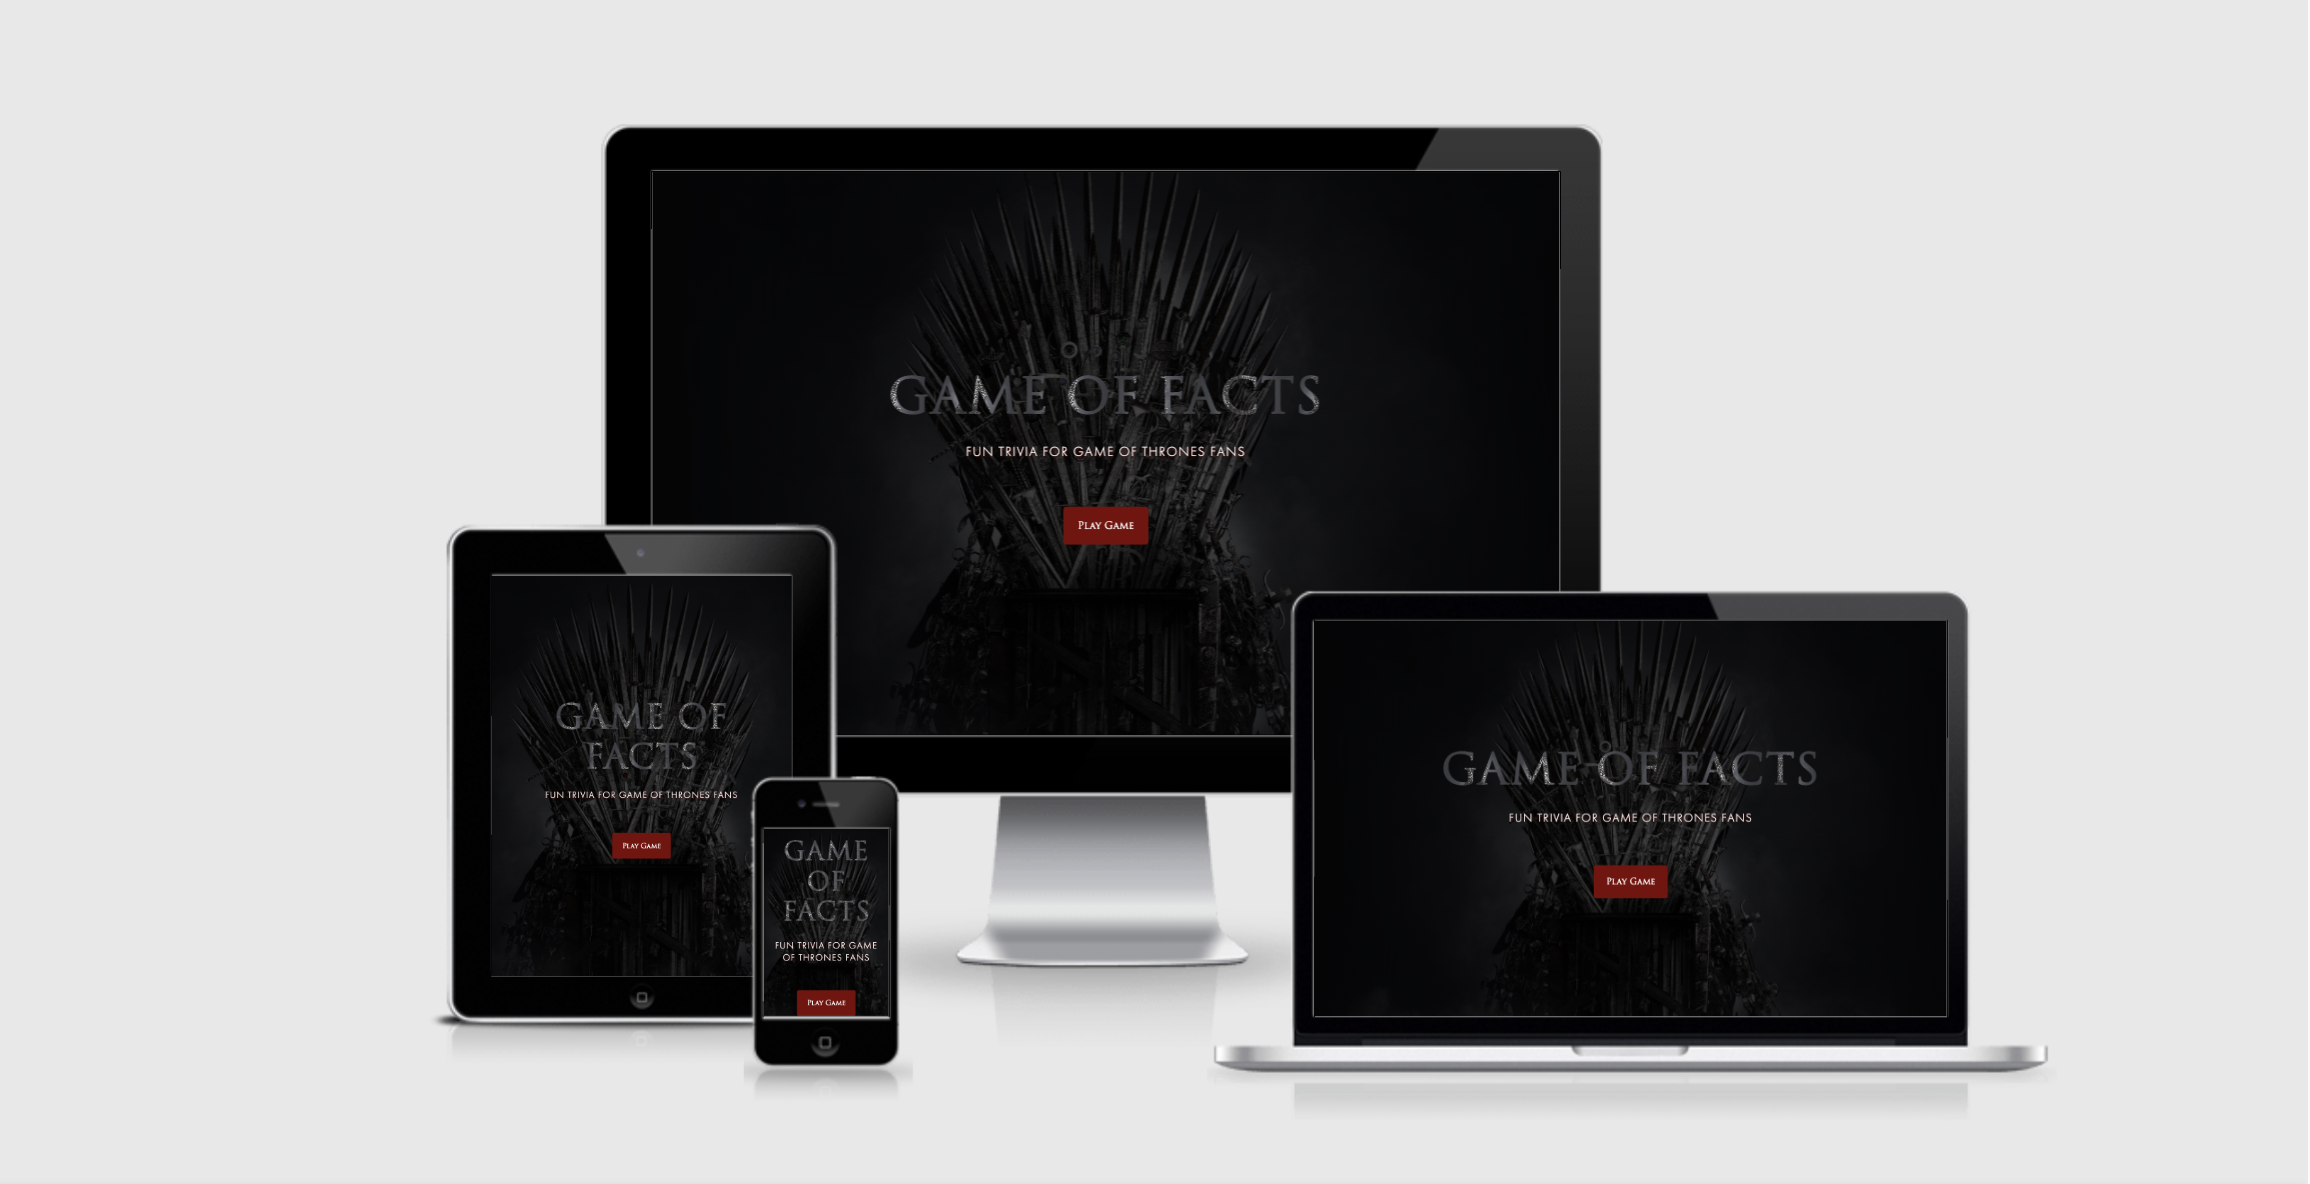 GAME OF FACTS
FUN TRIVIA FOR GAME OF THRONES FANS
PLAY GAME
GAME OF
FACTS
FUN TRIVIA FOR GAME OF THRONES FANS
PLAY GAME
GAME
OF
FACTS
FUN TRIVIA FOR GAME
OF THRONES FANS
PLAY GAME
GAME OF FACTS
FUN TRIVIA FOR GAME OF THRONES FANS
PLAY GAME